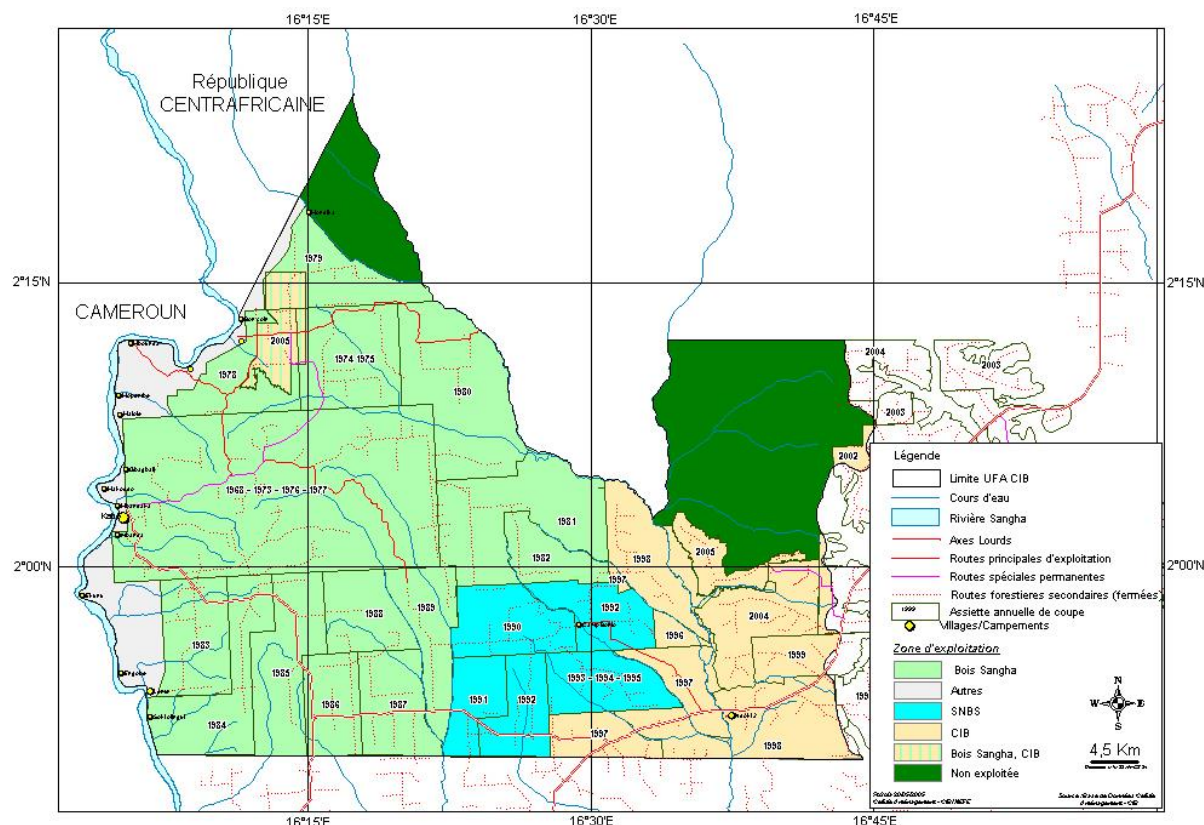 16°15'E
16°30'E
16°45'E
République
CENTRAFRICAINE
1979
2°15'N
2°15'N
CAMEROUN
2005
1974 1975
1978
1980
2004
2003
2003
2002
1968 - 1973 - 1976 - 1977
1981
1982
1998
2005
2°00'N
2°00'N
1997
1992
1990
1988
1989
1983
1996
2004
1999
1985
1993 - 1994 - 1995
1997
1991
1992
1986
1987
1984
1997
1998
Légende
Limite UFA CIB
Cours d'eau
Rivière Sangha
Axes Lourds
Routes principales d'exploitation
Routes spéciales permanentes
Routes forestieres secondaires (fermées)
1999
Assiette annuelle de coupe
Villages/Campements
Zone d'exploitation
Bois Sangha
Autres
SNBS
CIB
Bois Sangha, CIB
Non exploitée
N
W E
S
4,5 Km
16°15'E
16°30'E
16°45'E